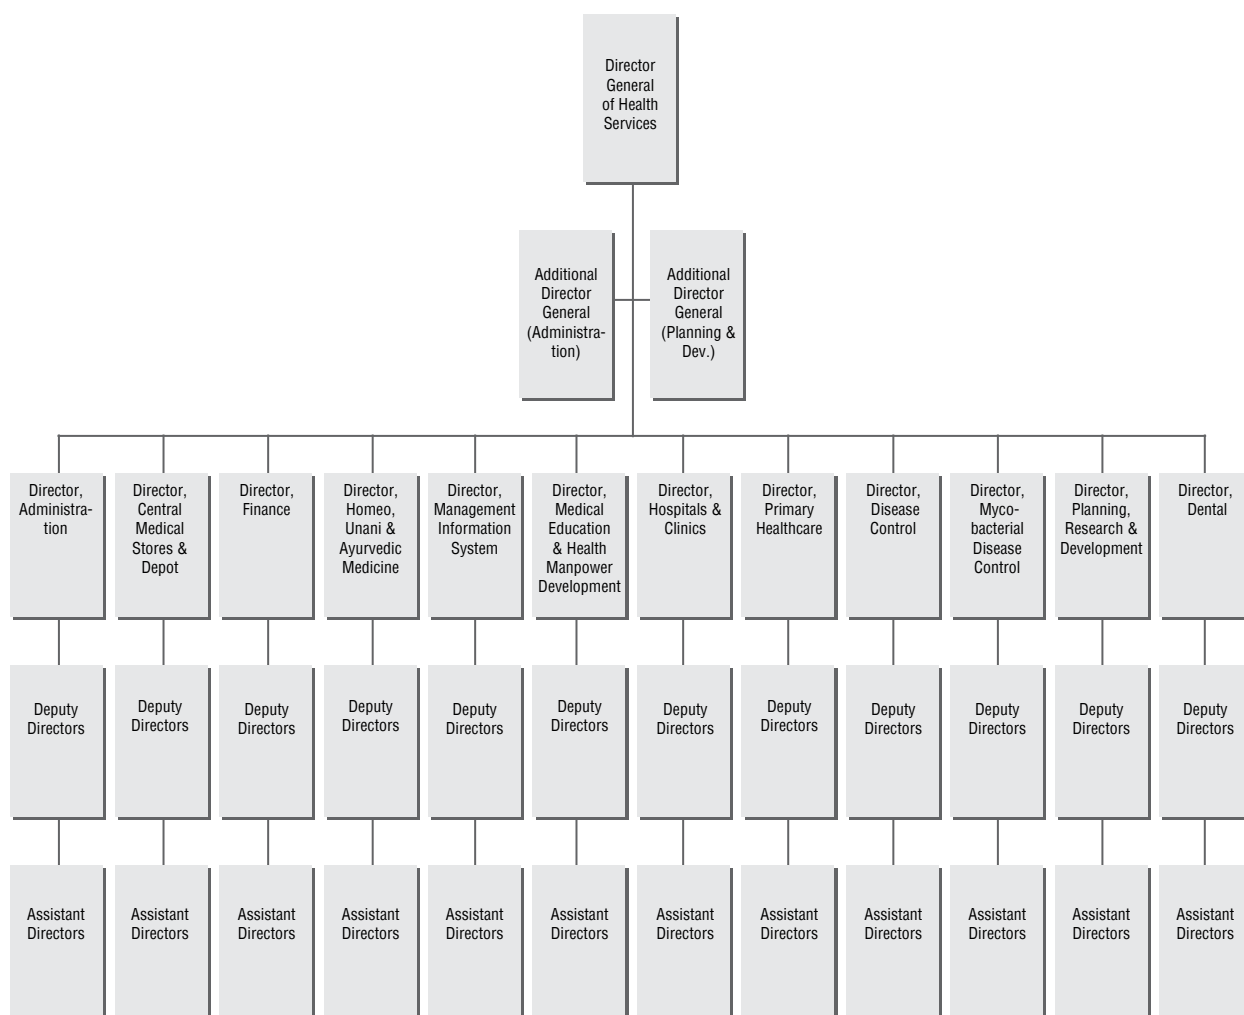 Director
General
of Health
Services
Additional
Director
General
(Administra-
tion)
Additional
Director
General
(Planning &
Dev.)
Director,
Administra-
tion
Director,
Central
Medical
Stores &
Depot
Director,
Finance
Director,
Homeo,
Unani &
Ayurvedic
Medicine
Director,
Management
Information
System
Director,
Medical
Education
& Health
Manpower
Development
Director,
Hospitals &
Clinics
Director,
Primary
Healthcare
Director,
Disease
Control
Director,
Myco-
bacterial
Disease
Control
Director,
Planning,
Research &
Development
Director,
Dental
Deputy
Directors
Deputy
Directors
Deputy
Directors
Deputy
Directors
Deputy
Directors
Deputy
Directors
Deputy
Directors
Deputy
Directors
Deputy
Directors
Deputy
Directors
Deputy
Directors
Deputy
Directors
Assistant
Directors
Assistant
Directors
Assistant
Directors
Assistant
Directors
Assistant
Directors
Assistant
Directors
Assistant
Directors
Assistant
Directors
Assistant
Directors
Assistant
Directors
Assistant
Directors
Assistant
Directors